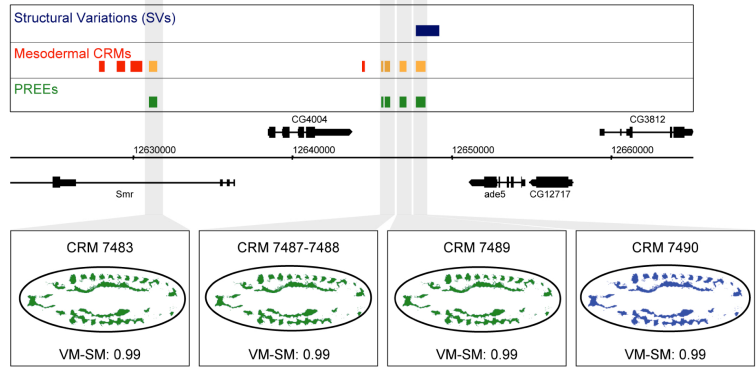 Structural Variations (SVs)
Mesodermal CRMs
PREEs
CG4004
CG3812
12630000 12640000 12650000 12660000
Smr
ade5
CG12717
CRM 7483
VM-SM: 0.99
CRM 7487-7488
VM-SM: 0.99
CRM 7489
VM-SM: 0.99
CRM 7490
VM-SM: 0.99